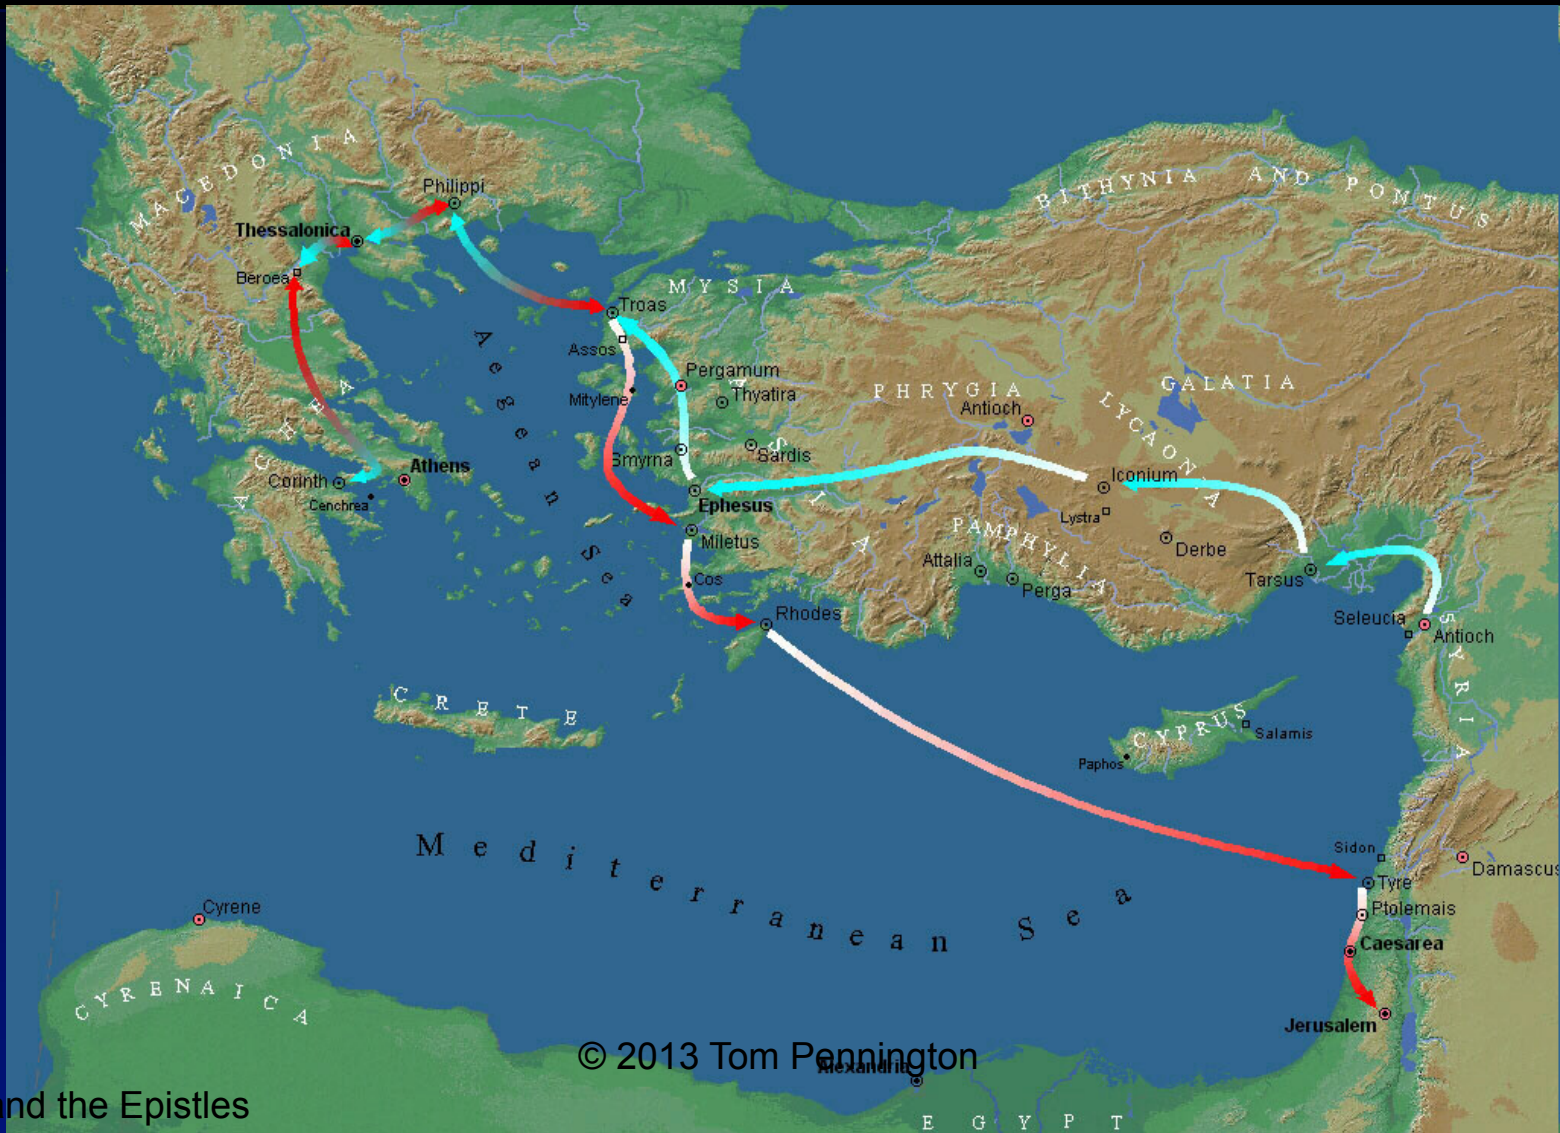 MACEDONIA
Philippi
Thessalonica
Beroea
BITHYNIA AND PONTUS
MYSIA
Troas
Assos
Aegean Sea
Pergamum
Thyatira
Mitylene
ASIA
PHRYGIA
Antioch
GALATIA
LYCAONIA
ACHEA
Athens
Corinth
Cenchrea
Smyrna
Sardis
Ephesus
Iconium
Lystra
Derbe
Miletus
PAMPHYLIA
Attalia
Perga
Tarsus
Cos
Rhodes
Seleucia
Antioch
SYRIA
CRETE
CYPRUS
Salamis
Paphos
Mediterranean Sea
Sidon
Tyre
Damascus
Ptolemais
Cyrene
Caesarea
CYRENAICA
Jerusalem
© 2013 Tom Pennington
Alexandria
nd the Epistles
EGYPT